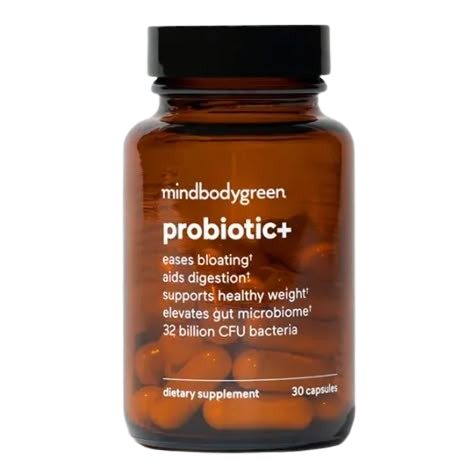 mindbodygreen
probiotic+
eases bloating†
aids digestion†
supports healthy weight†
elevates gut microbiome†
32 billion CFU bacteria
dietary supplement 30 capsules